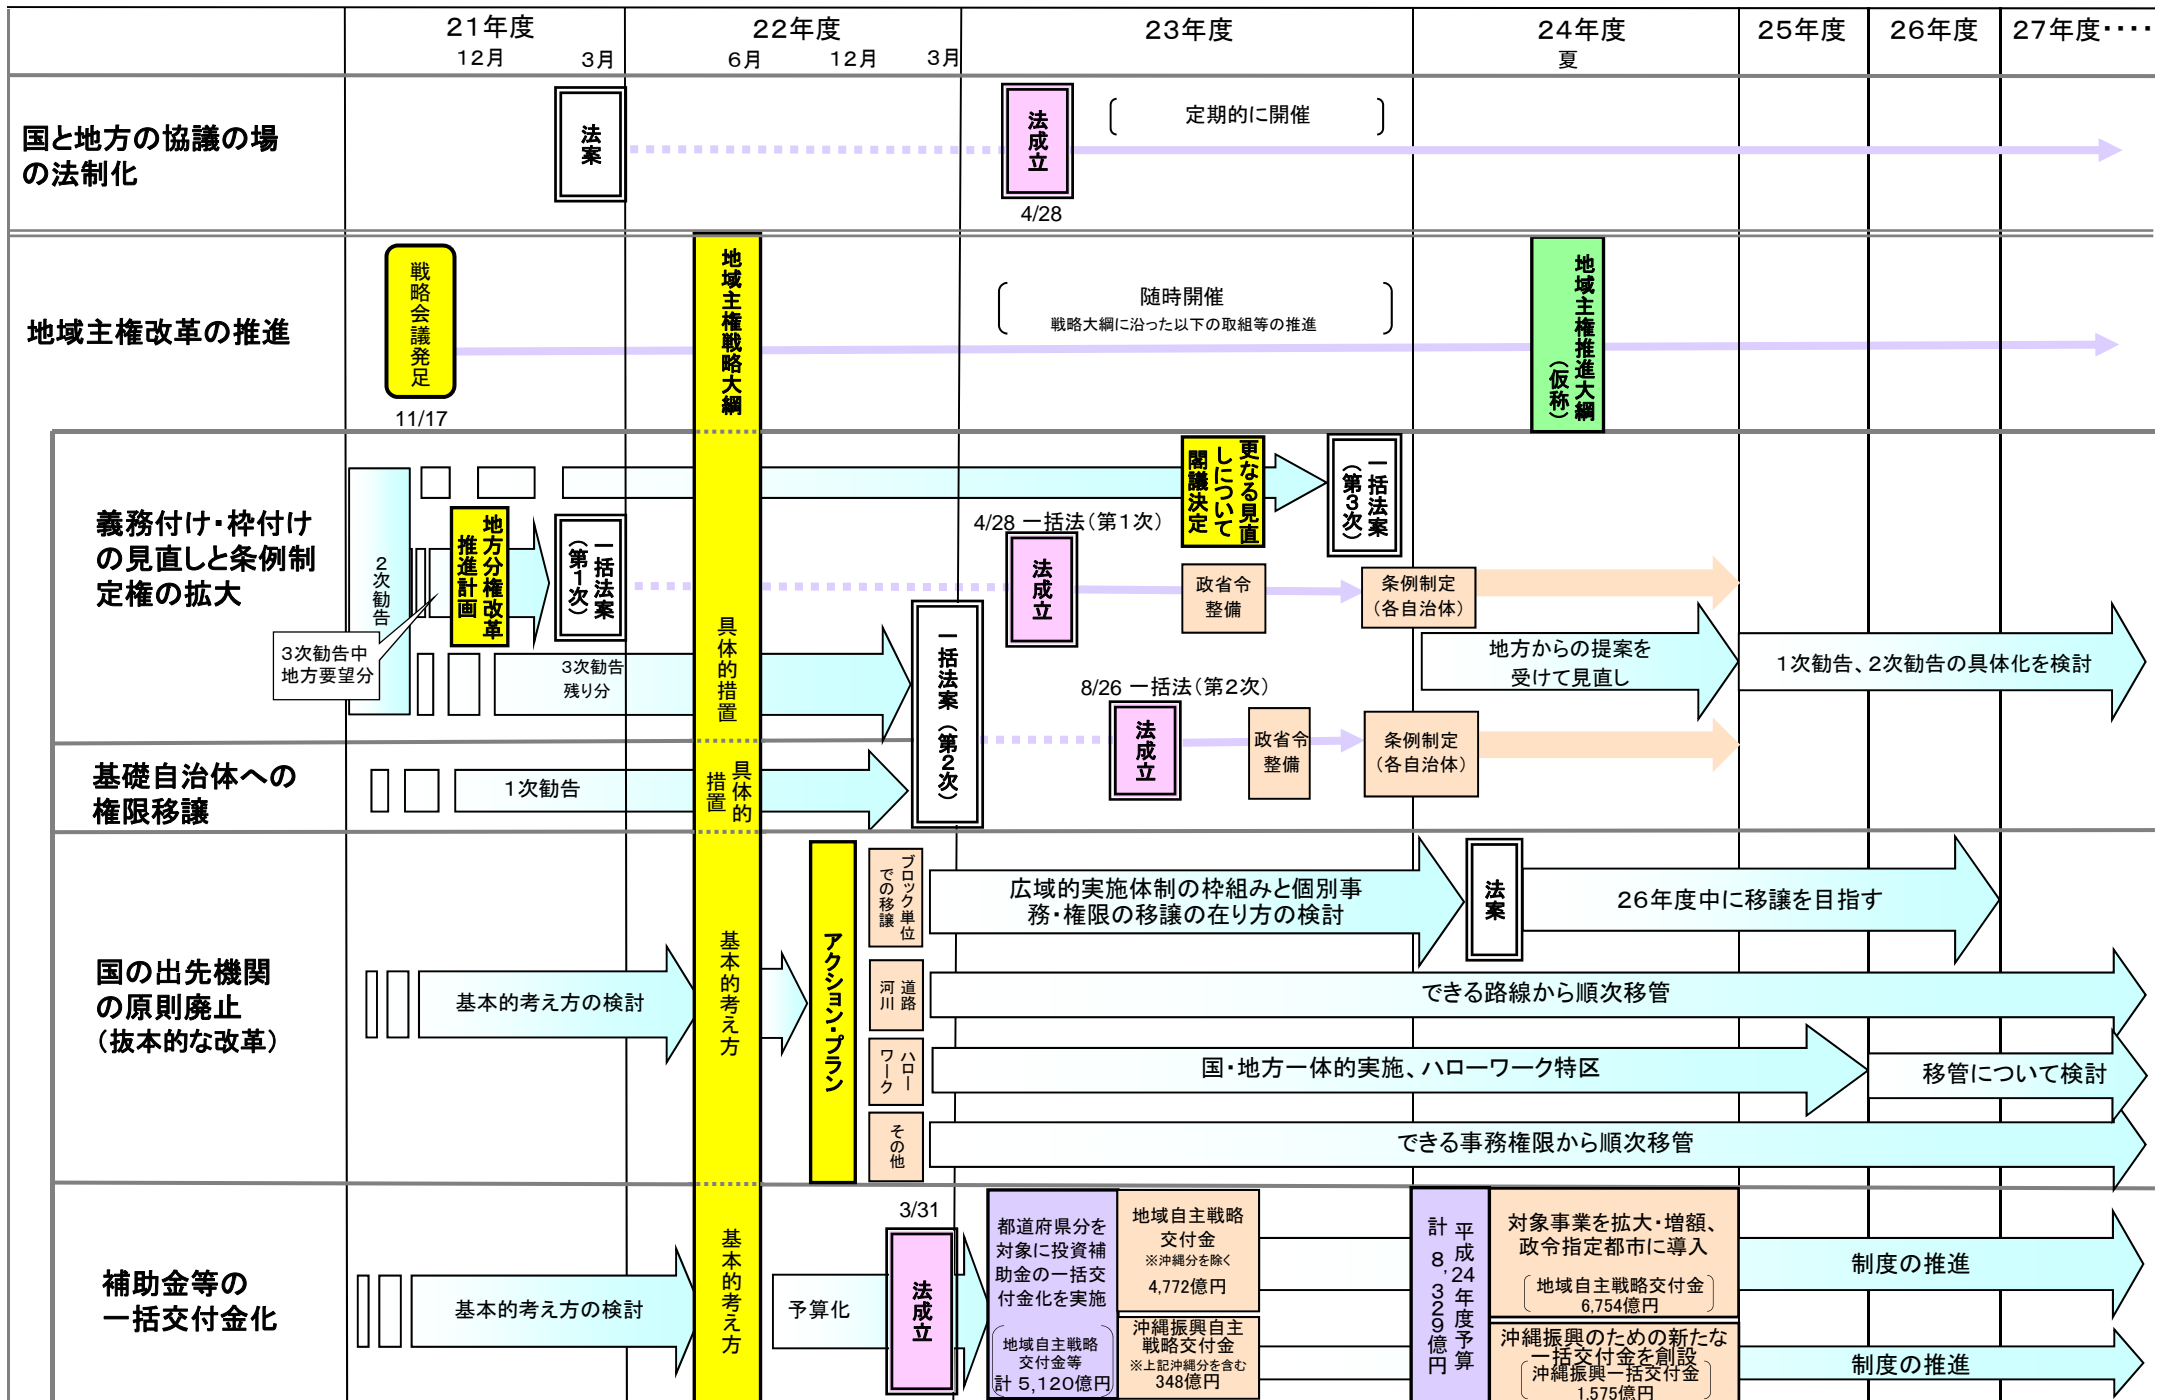 21年度
22年度
23年度
24年度
25年度
26年度
27年度････
12月
3月
6月
12月
3月
夏
国と地方の協議の場
の法制化
法案
法成立
4/28
定期的に開催
地域主権改革の推進
戦略会議発足
11/17
地域主権戦略大綱
随時開催
戦略大綱に沿った以下の取組等の推進
地域主権推進大綱
（仮称）
義務付け・枠付け
の見直しと条例制
定権の拡大
2次勧告
3次勧告中
地方要望分
地方分権改革
推進計画
一括法案
（第1次）
3次勧告
残り分
具体的措置
一括法案（第2次）
4/28 一括法（第1次）
法成立
更なる見直
しについて
閣議決定
一括法案
（第3次）
政省令
整備
条例制定
（各自治体）
地方からの提案を
受けて見直し
1次勧告、2次勧告の具体化を検討
8/26 一括法（第2次）
法成立
政省令
整備
条例制定
（各自治体）
基礎自治体への
権限移譲
1次勧告
具体的
措置
国の出先機関
の原則廃止
（抜本的な改革）
基本的考え方の検討
基本的考え方
アクション・プラン
ブロック単位
での移譲
広域的実施体制の枠組みと個別事
務・権限の移譲の在り方の検討
法案
26年度中に移譲を目指す
道路
河川
できる路線から順次移管
ハロー
ワーク
国・地方一体的実施、ハローワーク特区
移管について検討
その他
できる事務権限から順次移管
補助金等の
一括交付金化
基本的考え方の検討
基本的考え方
予算化
3/31
法成立
都道府県分を
対象に投資補
助金の一括交
付金化を実施
地域自主戦略
交付金等
計 5,120億円
地域自主戦略
交付金
※沖縄分を除く
4,772億円
沖縄振興自主
戦略交付金
※上記沖縄分を含む
348億円
平成24年度予算
計 8,329億円
対象事業を拡大・増額、
政令指定都市に導入
地域自主戦略交付金
6,754億円
沖縄振興のための新たな
一括交付金を創設
沖縄振興一括交付金
1,575億円
制度の推進
制度の推進